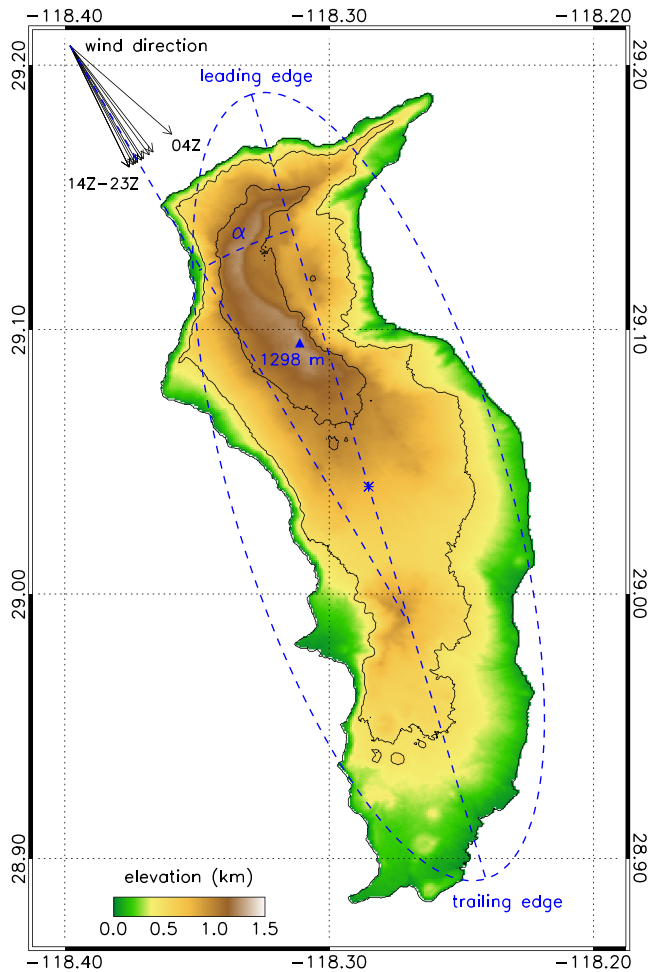 −118.40 −118.30 −118.20
wind direction
29.20 29.20
leading edge
04Z
14Z−23Z
α
29.10 29.10
1298 m
29.00 29.00
elevation (km)
28.90 28.90
trailing edge
0.0 0.5 1.0 1.5
−118.40 −118.30 −118.20